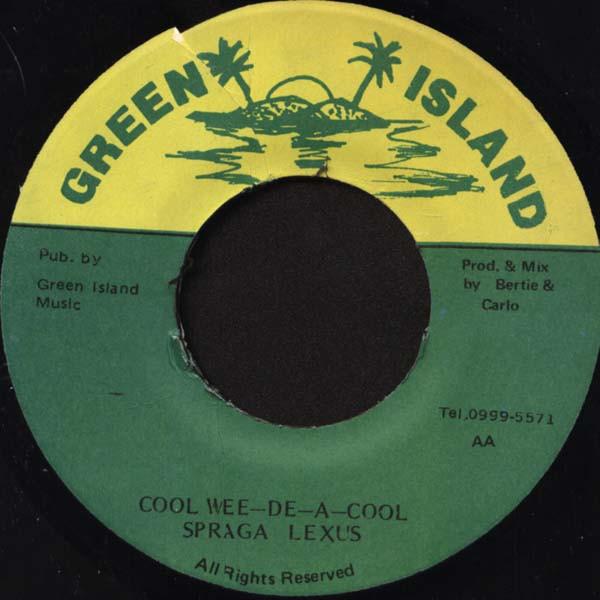 GREEN ISLAND
Pub. by
Green Island
Music
Prod. & Mix
by Bertie &
Carlo
Tel.0999-5571
AA
COOL WEE-DE-A-COOL
SPRAGA LEXUS
All Rights Reserved